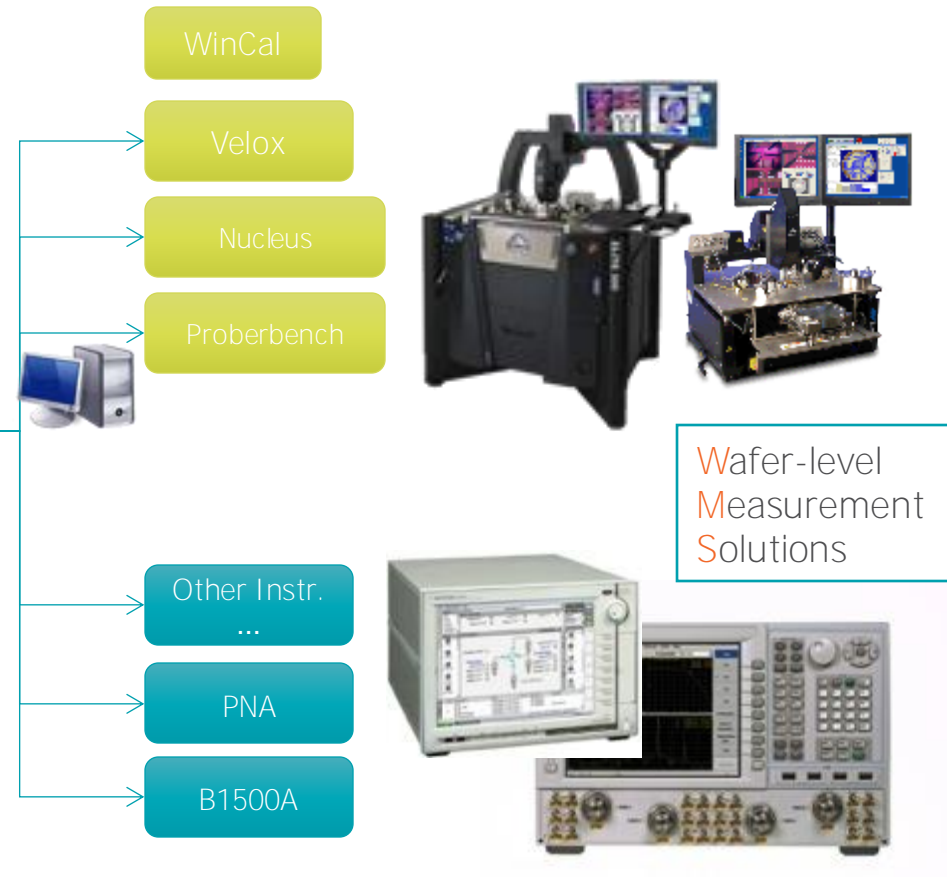 WinCal
Velox
Nucleus
Proberbench
Wafer-level
Measurement
Solutions
Other Instr.
...
PNA
B1500A